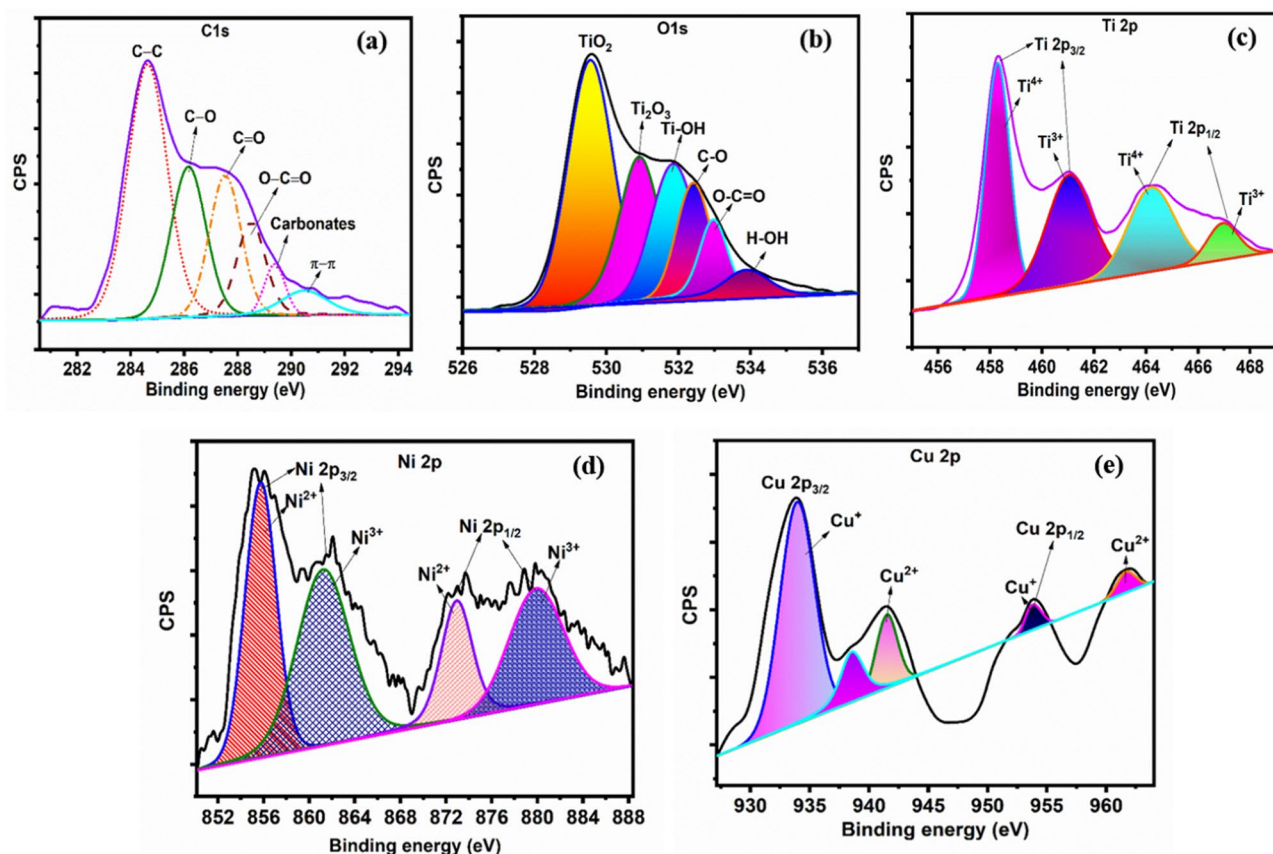 C1s
(a)
C–C
C–O
C=O
O–C=O
Carbonates
π–π
CPS
282 284 286 288 290 292 294
Binding energy (eV)
O1s
(b)
TiO₂
Ti₂O₃
Ti-OH
C-O
O-C=O
H-OH
CPS
526 528 530 532 534 536
Binding energy (eV)
Ti 2p
(c)
Ti 2p₃/₂
Ti⁴⁺
Ti³⁺
Ti 2p₁/₂
Ti⁴⁺
Ti³⁺
CPS
456 458 460 462 464 466 468
Binding energy (eV)
Ni 2p
(d)
Ni 2p₃/₂
Ni²⁺
Ni³⁺
Ni 2p₁/₂
Ni²⁺
Ni³⁺
CPS
852 856 860 864 868 872 876 880 884 888
Binding energy (eV)
Cu 2p
(e)
Cu 2p₃/₂
Cu⁺
Cu²⁺
Cu 2p₁/₂
Cu⁺
Cu²⁺
CPS
930 935 940 945 950 955 960
Binding energy (eV)